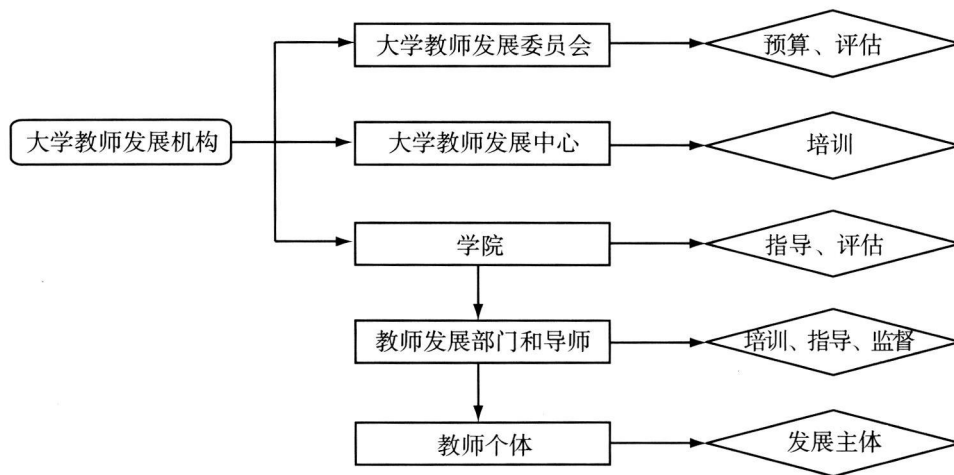 大学教师发展委员会
预算、评估
大学教师发展机构
大学教师发展中心
培训
学院
指导、评估
教师发展部门和导师
培训、指导、监督
教师个体
发展主体